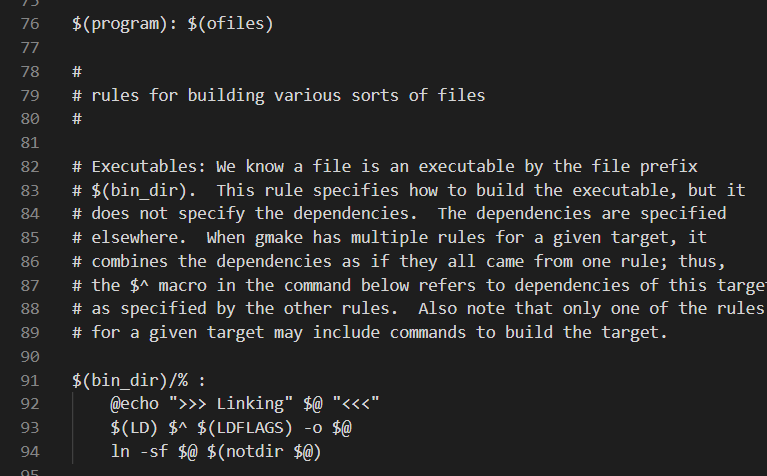 76 $(program): $(ofiles)
77
78 #
79 # rules for building various sorts of files
80 #
81
82 # Executables: We know a file is an executable by the file prefix
83 # $(bin_dir).  This rule specifies how to build the executable, but it
84 # does not specify the dependencies.  The dependencies are specified
85 # elsewhere.  When gmake has multiple rules for a given target, it
86 # combines the dependencies as if they all came from one rule; thus,
87 # the $^ macro in the command below refers to dependencies of this
88 # as specified by the other rules.  Also note that only one of the rules
89 # for a given target may include commands to build the target.
90
91 $(bin_dir)/% :
92     @echo ">>> Linking" $@ "<<<"
93     $(LD) $^ $(LDFLAGS) -o $@
94     ln -sf $@ $(notdir $@)